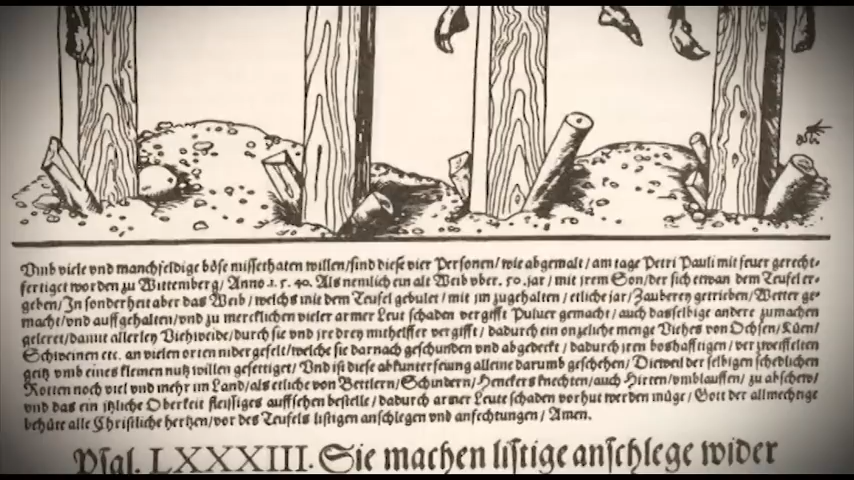 Vmb viele vnd manchfeldige böse missethaten willen/sind diese vier Personen/wie abgemalt/am tage Petri Pauli mit fewr gerecht-
fertiget worden zu Wittemberg/Anno.1.5.40. Als nemlich ein alt Weib vber.50.jar/mit jrem Son/der sich etwan dem Teufel er-
geben/In sonderheit aber das Weib/welchs mit dem Teufel gebulet/mit jm zugehalten/etliche jar/Zauberey getrieben/Wetter ge-
macht/vnd auffgehalten/vnd zu mercklichen vieler armer Leut schaden vergiffte Puluer gemacht/auch dasselbige andere zumachen
geleret/damit allerley Viehweide/durch sie vnd jre drey mithelffer vergifft/dadurch ein onzeliche menge Viehes von Ochsen/Küen/
Schweinen etc. an vielen orten nidergefelt/welche sie darnach geschunden vnd abgedeckt/dadurch jren boshafftigen/verzweiffelten
geitz vmb eines kleinen nutz willen gesettiget/Vnd ist diese abkunterfeiung alleine darumb geschehen/Dieweil der selbigen schedlichen
Rotten noch viel vnd mehr im Land/als etliche von Bettlern/Schindern/Henckers knechten/auch Hirten/vmblauffen/zu abschew/
vnd das ein itzliche Oberkeit fleissiges auffsehen bestelle/dadurch armer Leute schaden verhut werden müge/Gott der allmechtige
behüte alle Christliche hertzen/vor des Teufels listigen anschlegen vnd anfechtungen/Amen.
Psal. LXXXIII. Sie machen listige anschlege wider